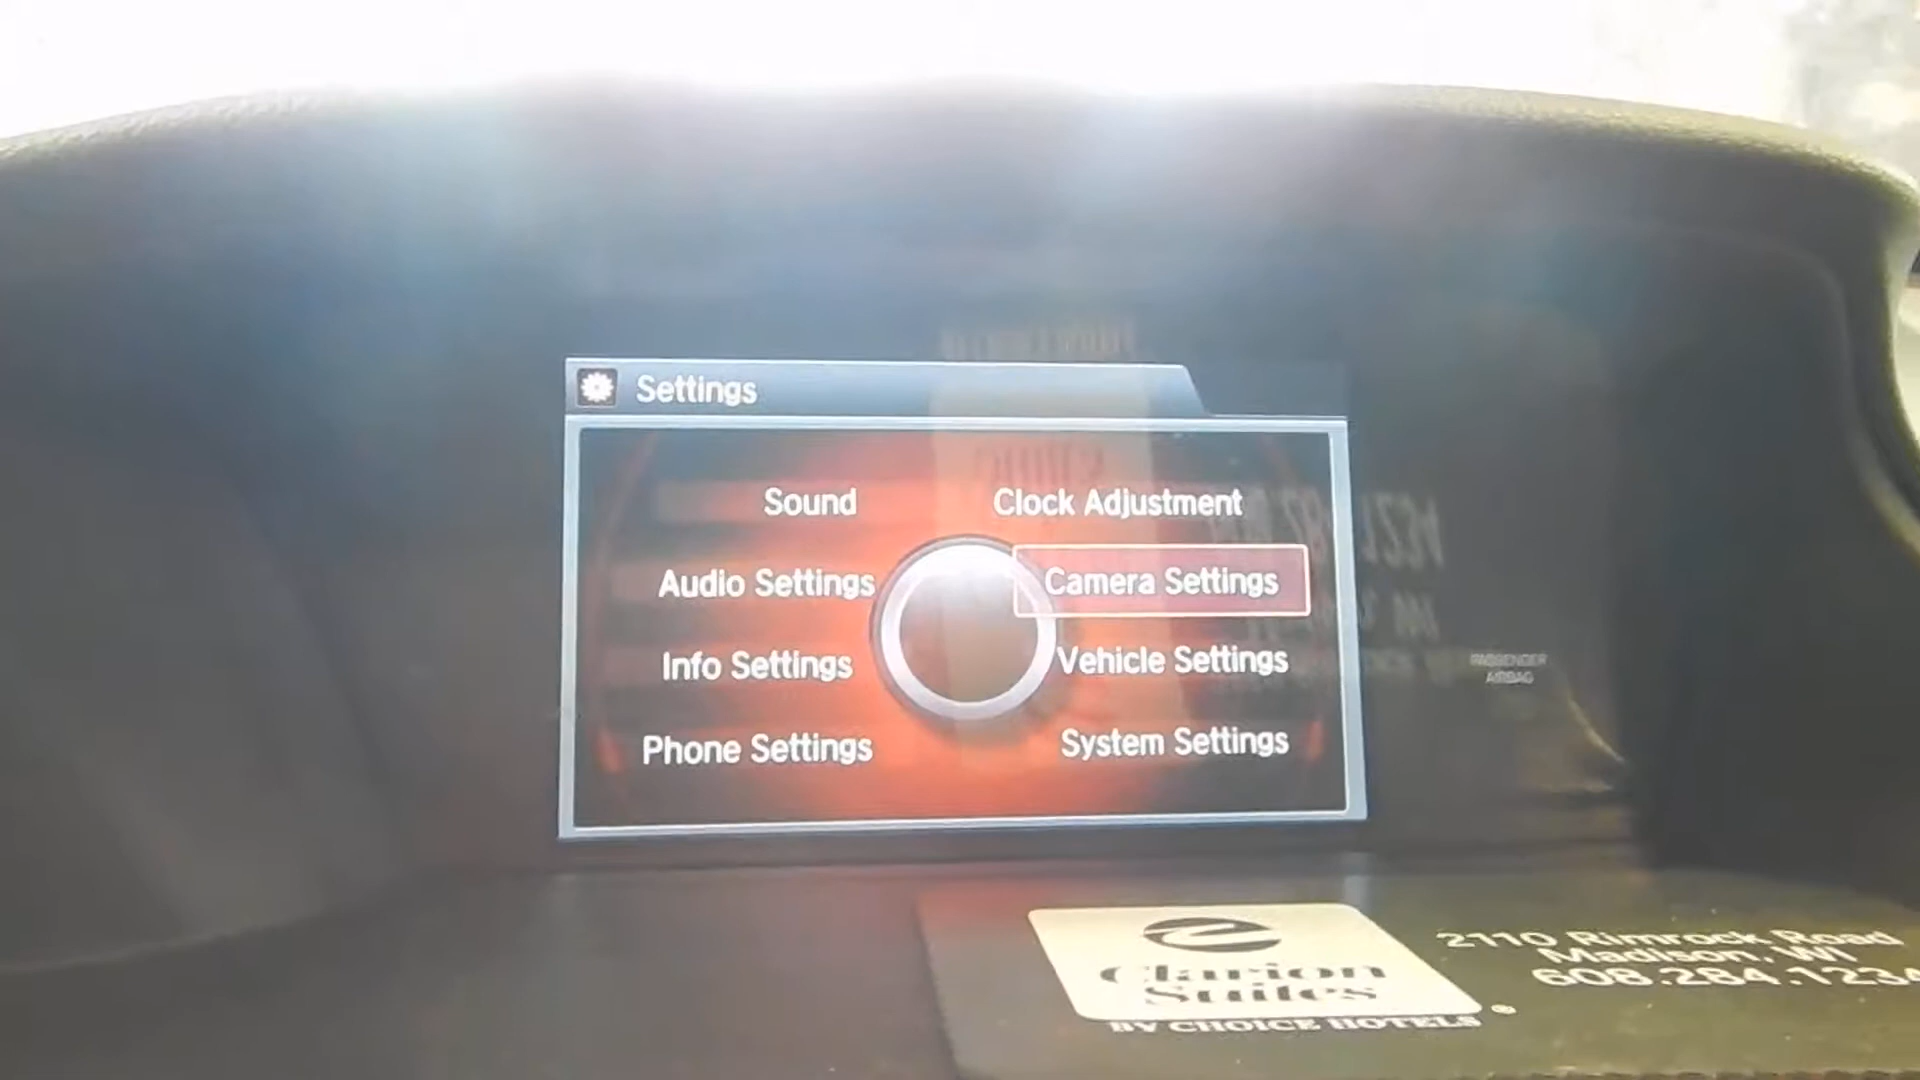 Settings
Sound
Clock Adjustment
Audio Settings
Camera Settings
Info Settings
Vehicle Settings
Phone Settings
System Settings
PASSENGER
AIRBAG
Clarion
Suites
BY CHOICE HOTELS®
2110 Rimrock Road
Madison, WI
608.284.1234